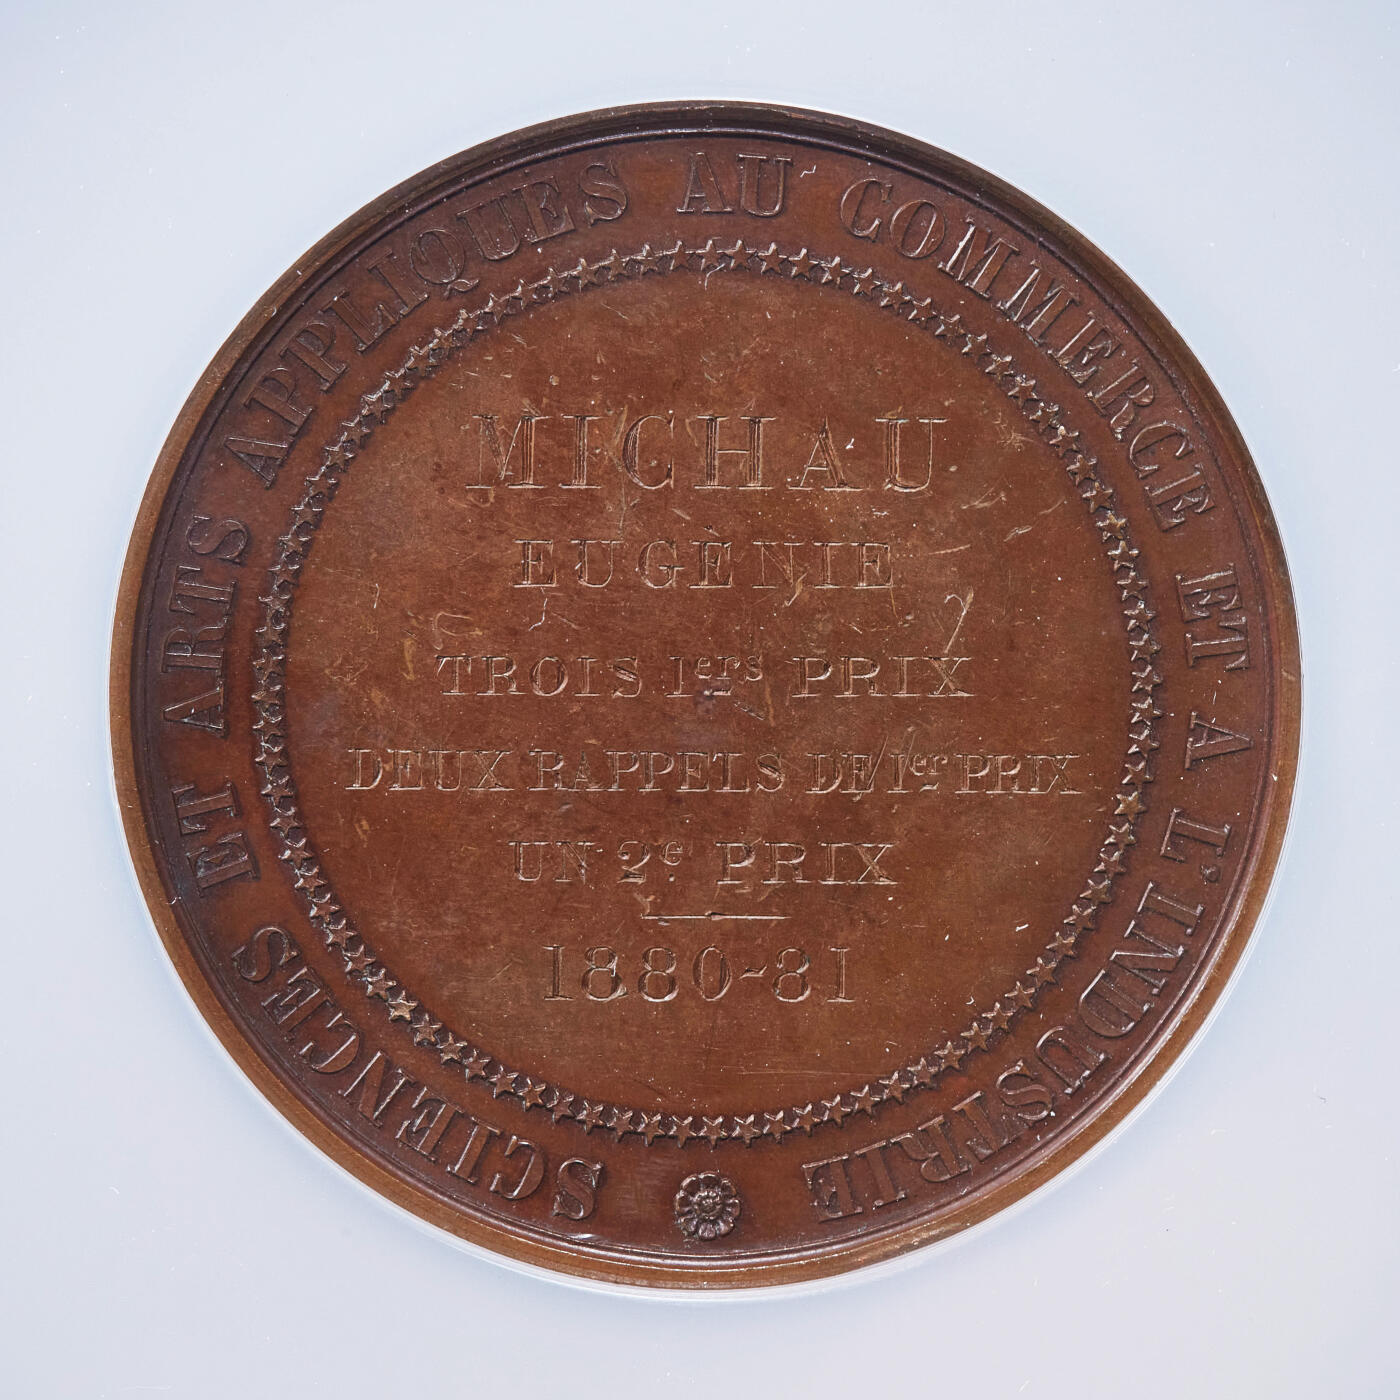 SCIENCES ET ARTS APPLIQUES AU COMMERCE ET A L'INDUSTRIE
MICHAU
EUGÈNIE
TROIS 1ers PRIX
DEUX RAPPELS DE 1er PRIX
UN 2e PRIX
1880-81